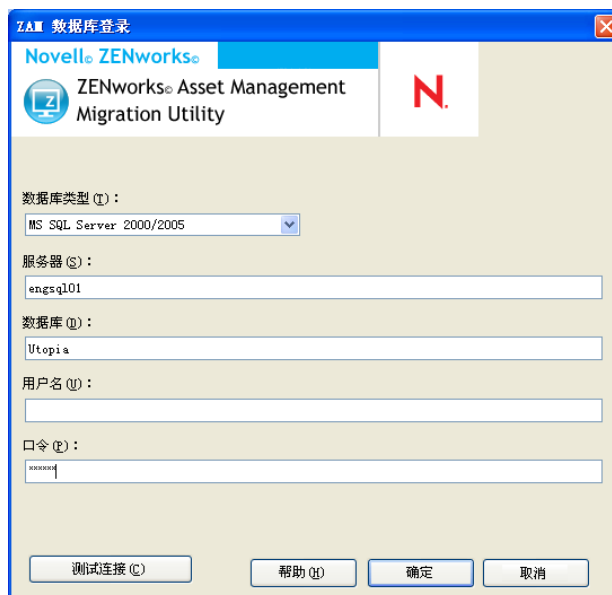 ZAM 数据库登录
Novell© ZENworks©
ZENworks© Asset Management
Migration Utility
N.
数据库类型(T)：
MS SQL Server 2000/2005
服务器(S)：
engsql01
数据库(D)：
Utopia
用户名(U)：
口令(P)：
******
测试连接(C)
帮助(H)
确定
取消